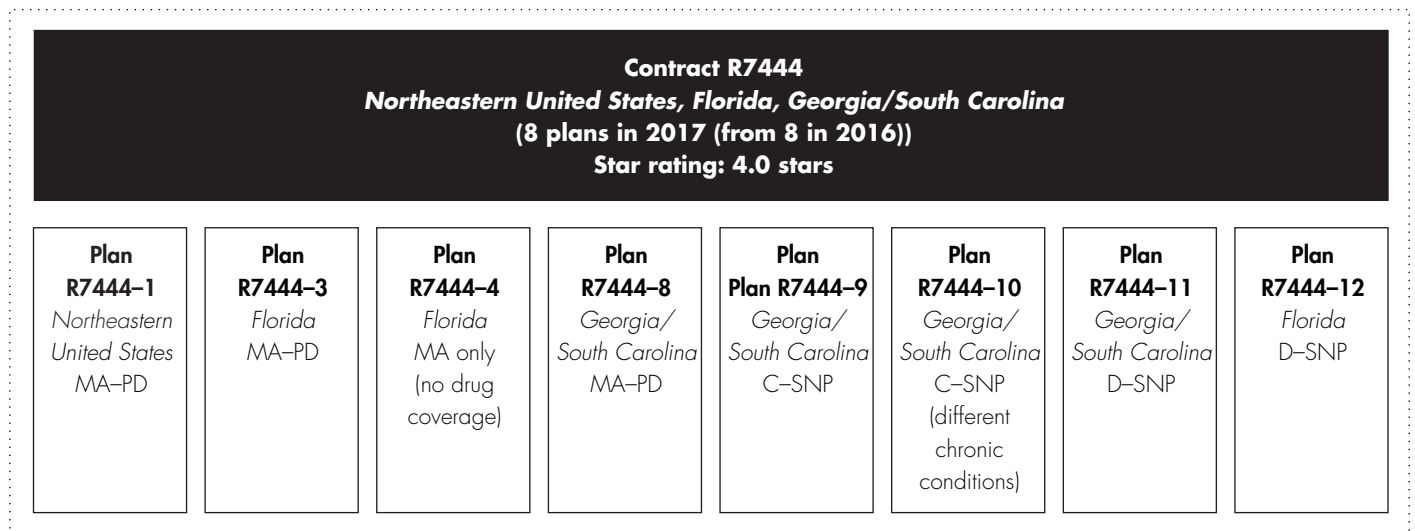 Contract R7444
Northeastern United States, Florida, Georgia/South Carolina
(8 plans in 2017 (from 8 in 2016))
Star rating: 4.0 stars
Plan
R7444–1
Northeastern
United States
MA–PD
Plan
R7444–3
Florida
MA–PD
Plan
R7444–4
Florida
MA only
(no drug
coverage)
Plan
R7444–8
Georgia/
South Carolina
MA–PD
Plan
Plan R7444–9
Georgia/
South Carolina
C–SNP
Plan
R7444–10
Georgia/
South Carolina
C–SNP
(different
chronic
conditions)
Plan
R7444–11
Georgia/
South Carolina
D–SNP
Plan
R7444–12
Florida
D–SNP